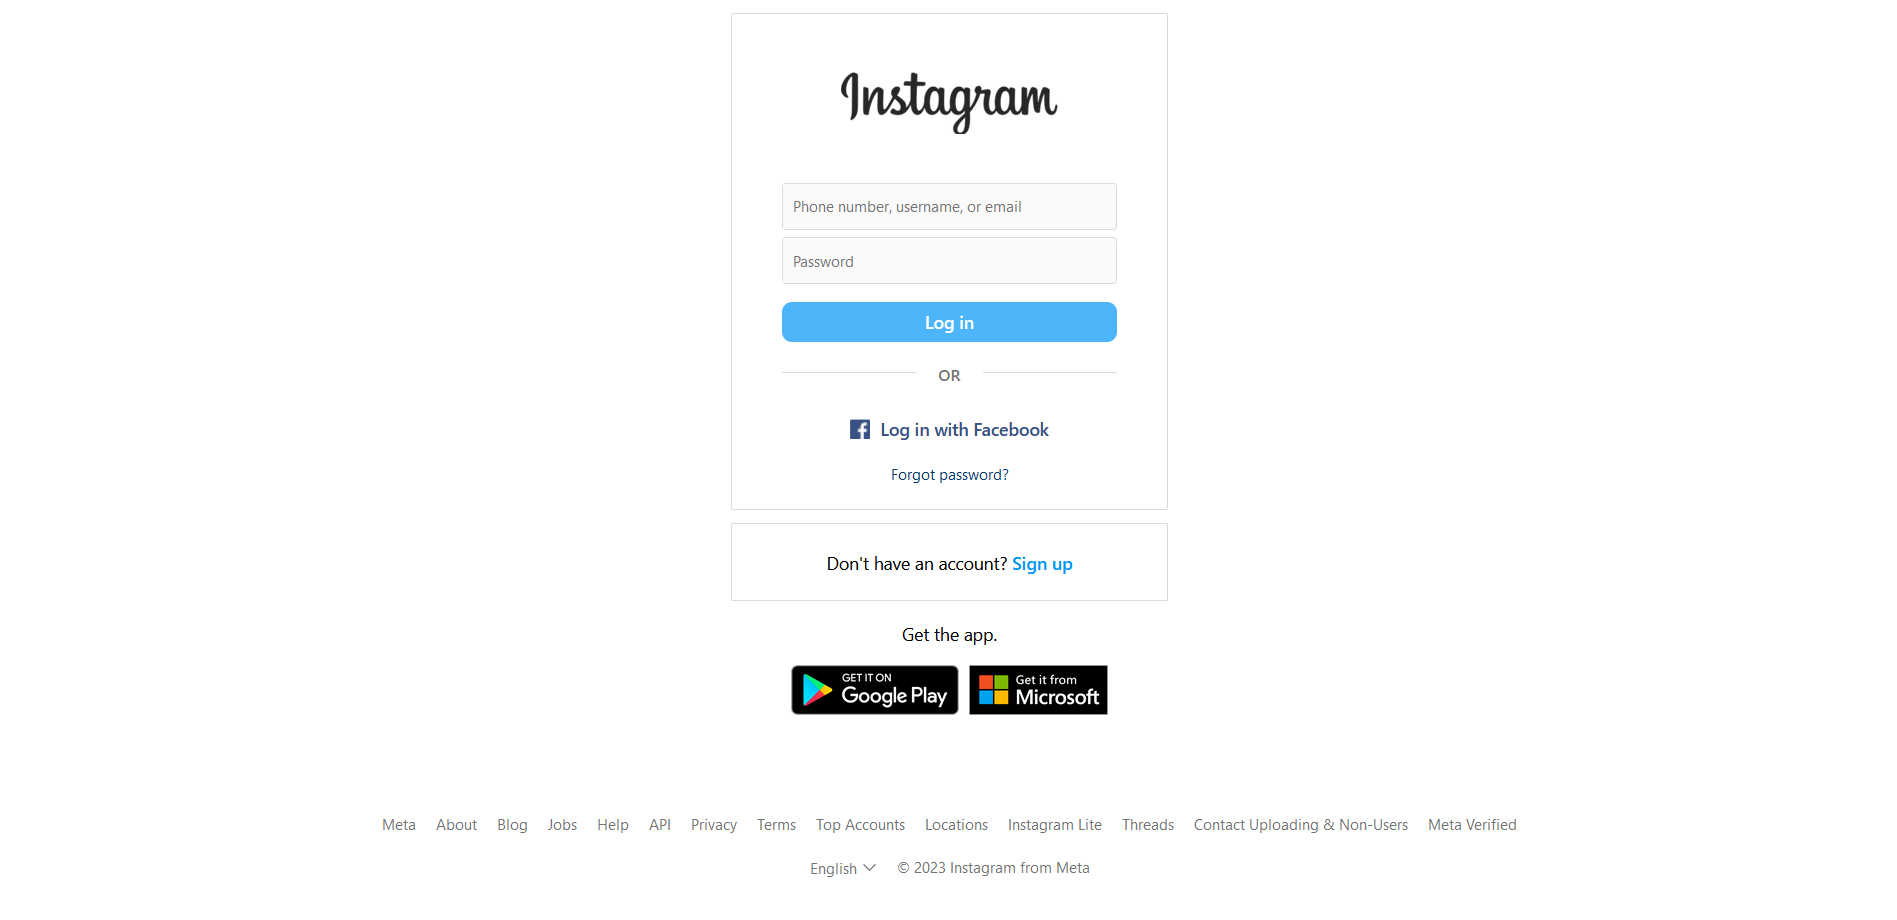 Instagram
Phone number, username, or email
Password
Log in
OR
Log in with Facebook
Forgot password?
Don't have an account? Sign up
Get the app.
GET IT ON
Google Play
Get it from
Microsoft
Meta About Blog Jobs Help API Privacy Terms Top Accounts Locations Instagram Lite Threads Contact Uploading & Non-Users Meta Verified
English © 2023 Instagram from Meta